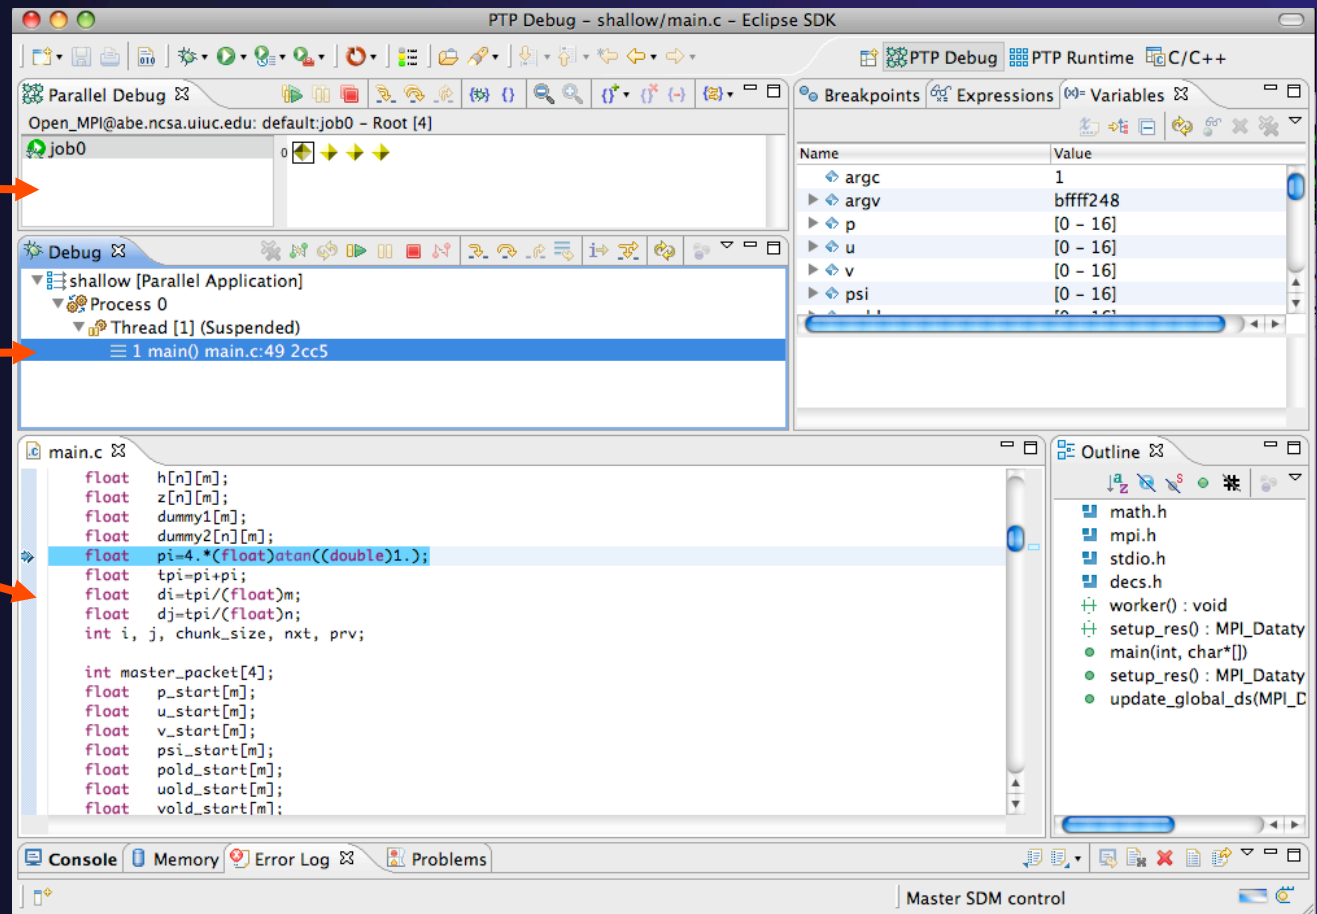 PTP Debug – shallow/main.c – Eclipse SDK
PTP Debug PTP Runtime C/C++
Parallel Debug
Open_MPI@abe.ncsa.uiuc.edu: default:job0 – Root [4]
job0
0
Breakpoints Expressions (x)= Variables
Name Value
argc 1
argv bffff248
p [0 – 16]
u [0 – 16]
v [0 – 16]
psi [0 – 16]
Debug
shallow [Parallel Application]
Process 0
Thread [1] (Suspended)
1 main() main.c:49 2cc5
main.c
float h[n][m];
float z[n][m];
float dummy1[m];
float dummy2[n][m];
float pi=4.*(float)atan((double)1.);
float tpi=pi+pi;
float di=tpi/(float)m;
float dj=tpi/(float)n;
int i, j, chunk_size, nxt, prv;
int master_packet[4];
float p_start[m];
float u_start[m];
float v_start[m];
float psi_start[m];
float pold_start[m];
float uold_start[m];
float vold_start[m];
Outline
math.h
mpi.h
stdio.h
decs.h
worker() : void
setup_res() : MPI_Dataty
main(int, char*[])
setup_res() : MPI_Dataty
update_global_ds(MPI_D
Console Memory Error Log Problems
Master SDM control